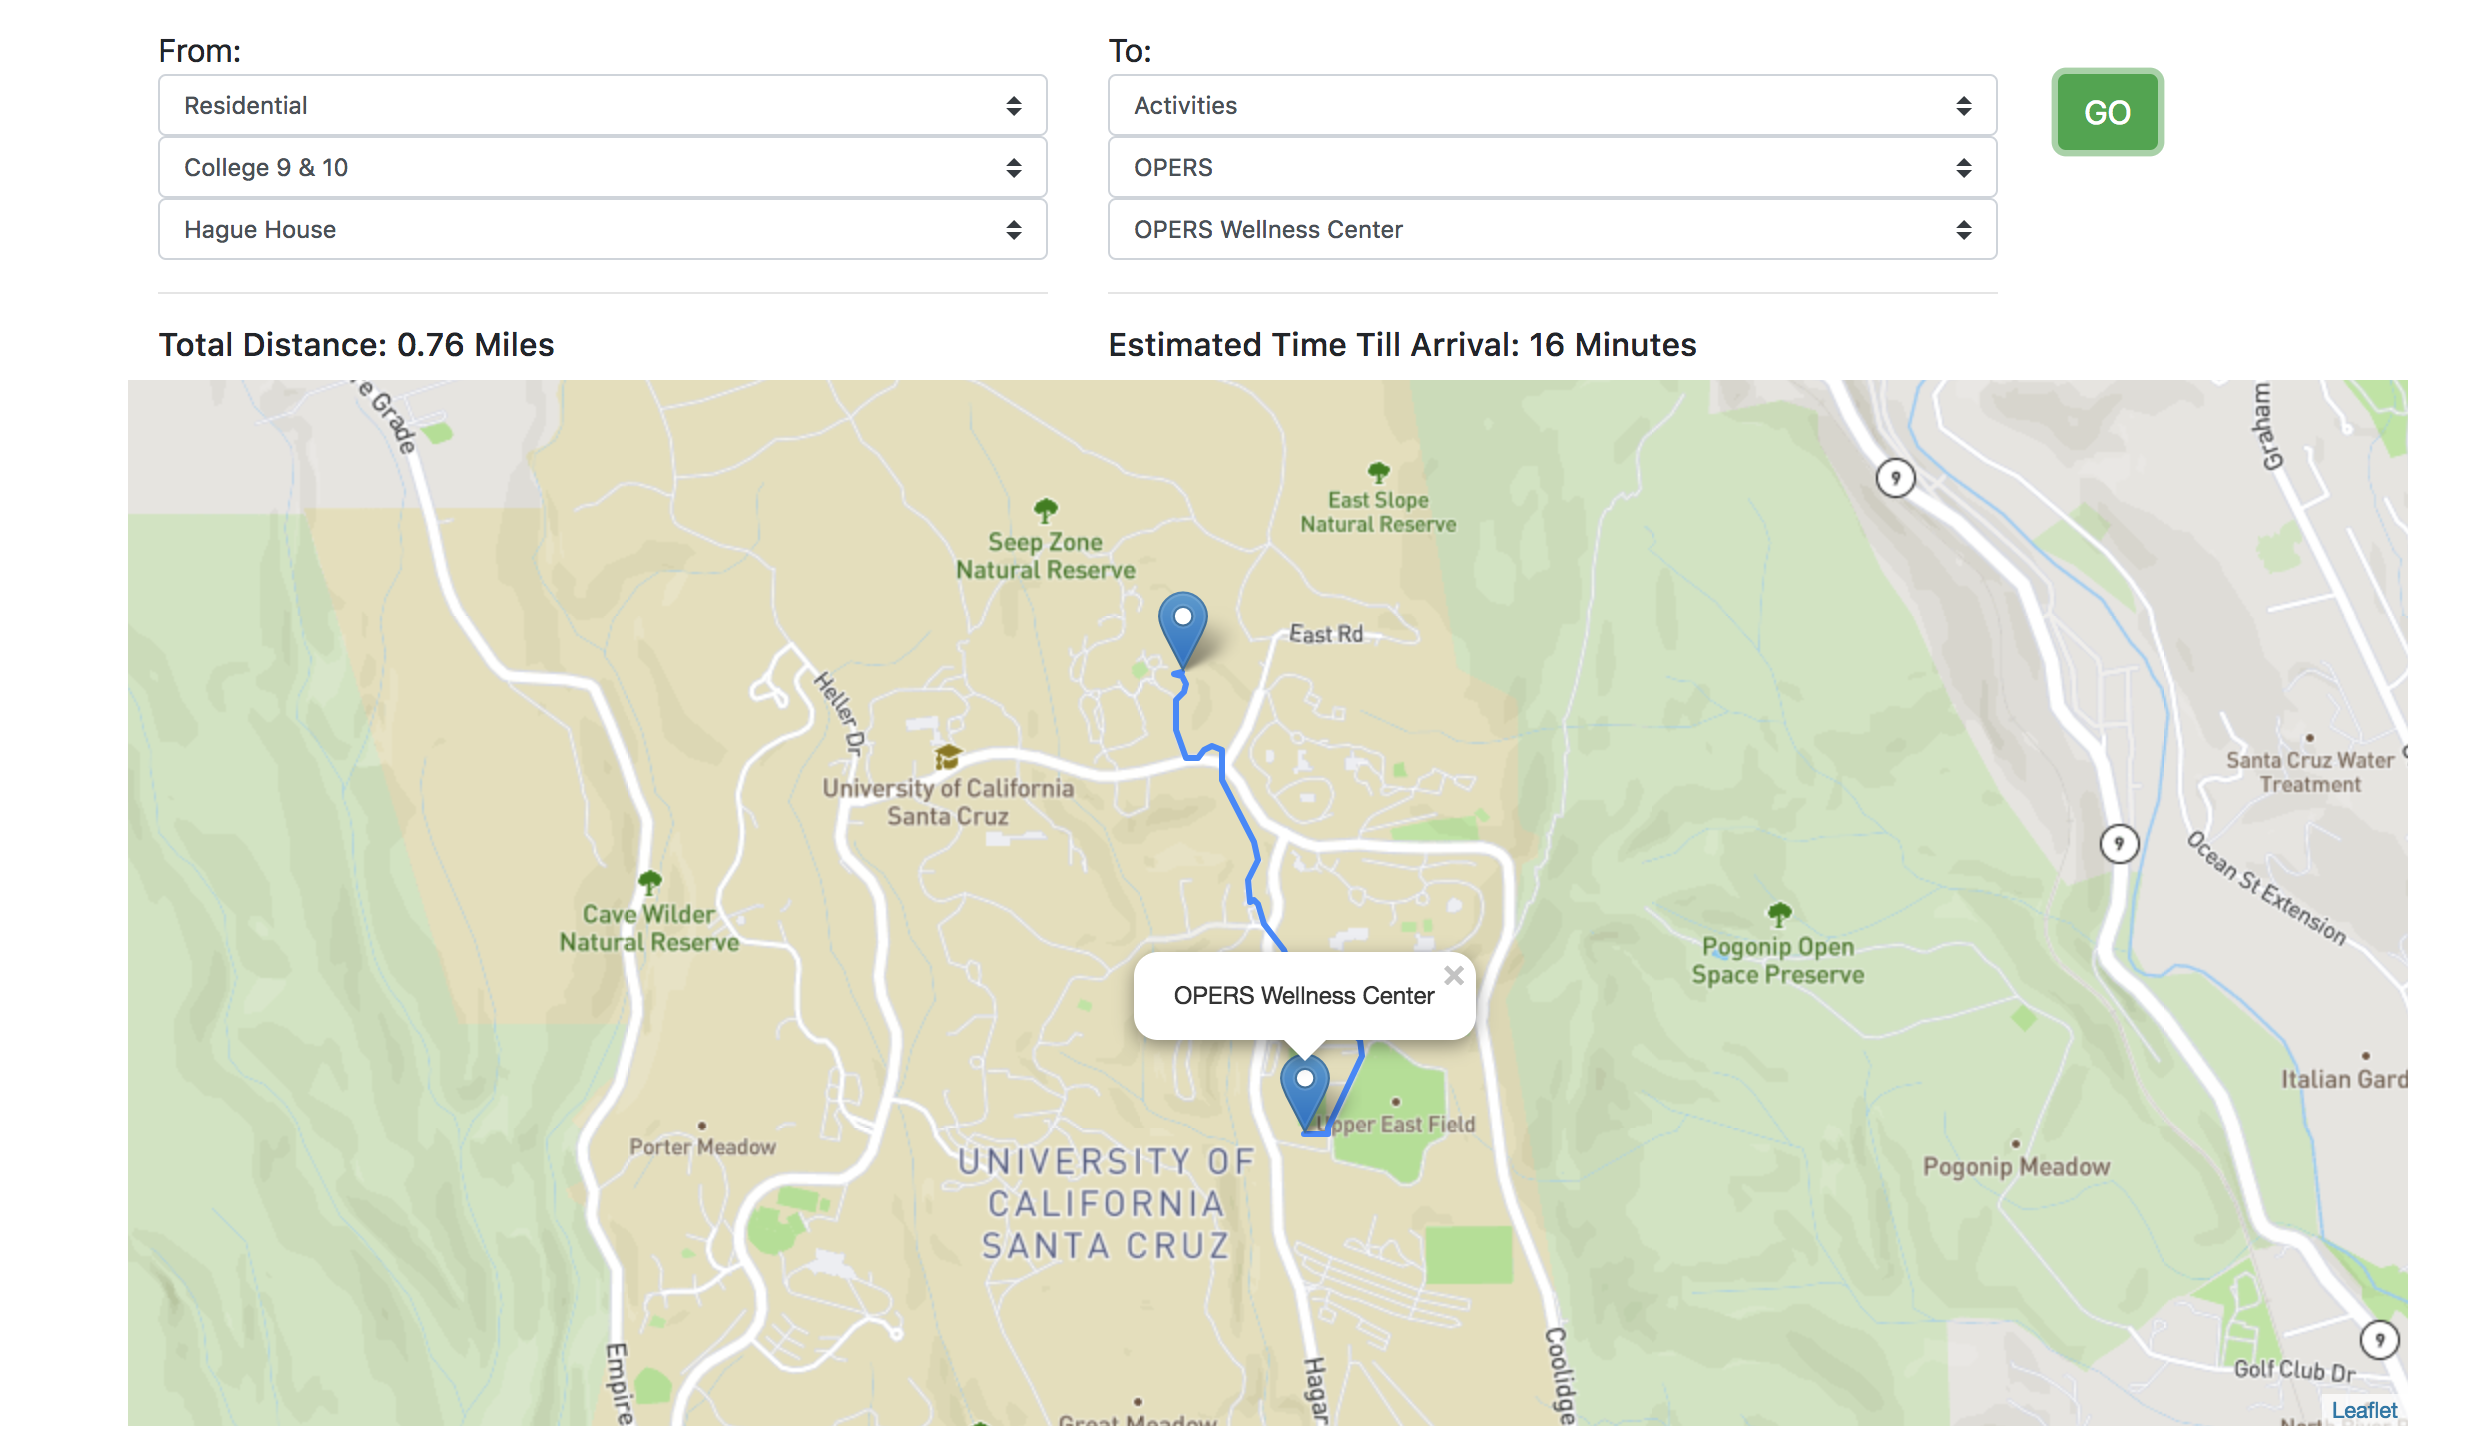 From:
To:
Residential
Activities
GO
College 9 & 10
OPERS
Hague House
OPERS Wellness Center
Total Distance: 0.76 Miles
Estimated Time Till Arrival: 16 Minutes
e Grade
Graham
9
East Slope
Natural Reserve
Seep Zone
Natural Reserve
East Rd
Heller Dr
Santa Cruz Water
Treatment
University of California
Santa Cruz
9
Ocean St Extension
Cave Wilder
Natural Reserve
Pogonip Open
Space Preserve
OPERS Wellness Center
×
Italian Gard
Upper East Field
Porter Meadow
Pogonip Meadow
UNIVERSITY OF
CALIFORNIA
SANTA CRUZ
9
Empire
Hagar
Coolidge
Golf Club Dr
Great Meadow
Leaflet